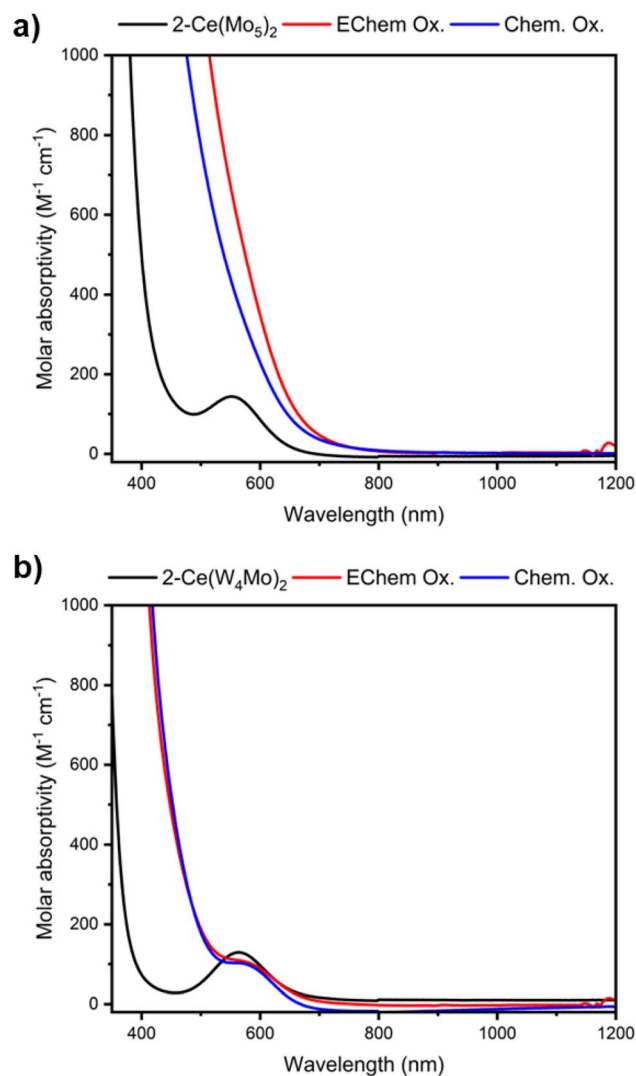 a)
2-Ce(Mo₅)₂ EChem Ox. Chem. Ox.
1000
800
600
400
200
0
Molar absorptivity (M⁻¹ cm⁻¹)
400 600 800 1000 1200
Wavelength (nm)
b)
2-Ce(W₄Mo)₂ EChem Ox. Chem. Ox.
1000
800
600
400
200
0
Molar absorptivity (M⁻¹ cm⁻¹)
400 600 800 1000 1200
Wavelength (nm)